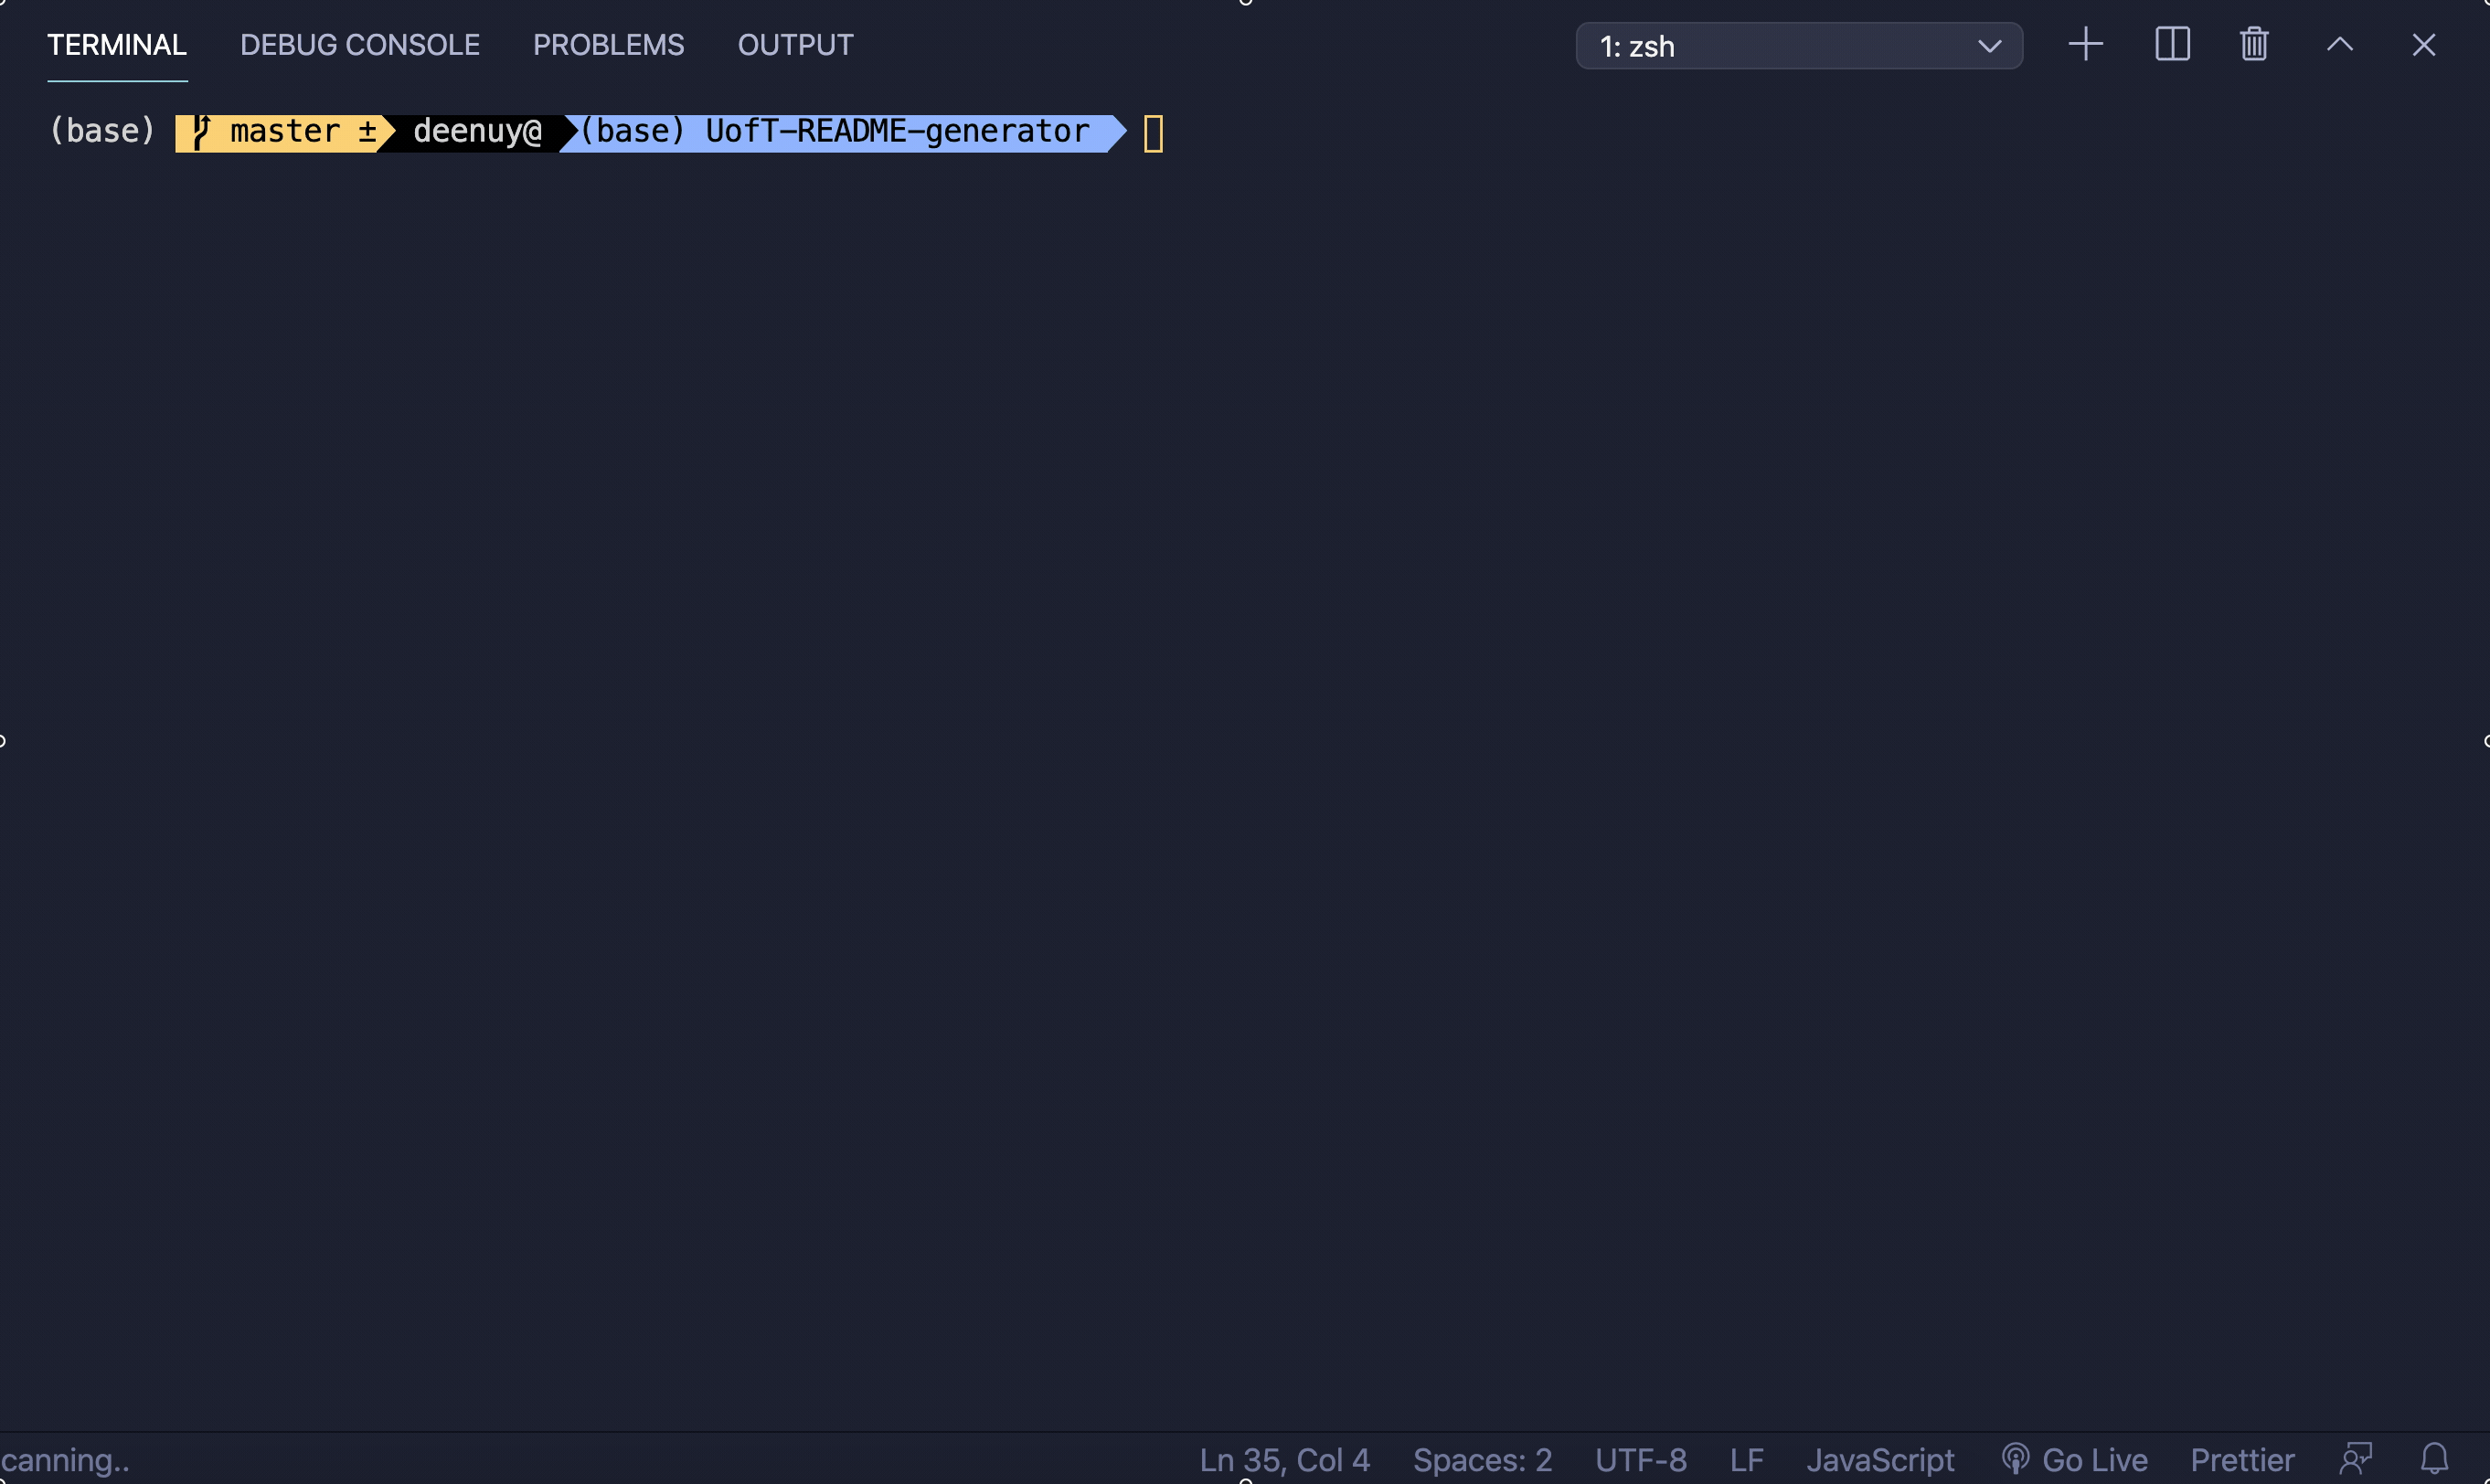 TERMINAL DEBUG CONSOLE PROBLEMS OUTPUT 1: zsh
(base) master ± deenuy@ (base) UofT-README-generator
canning.. Ln 35, Col 4 Spaces: 2 UTF-8 LF JavaScript Go Live Prettier